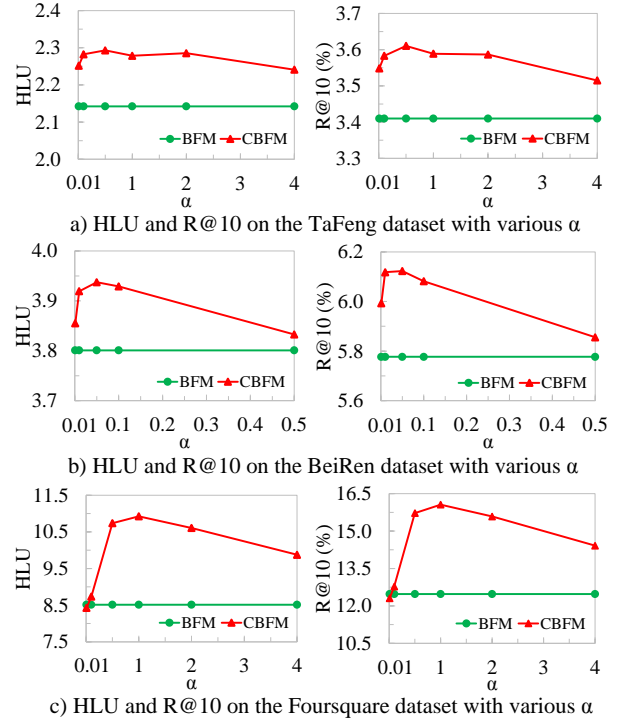 2.4
2.3
2.2
2.1
2.0
HLU
BFM CBFM
0.01 1 2 3 4
α
3.7
3.6
3.5
3.4
3.3
R@10 (%)
BFM CBFM
0.01 1 2 3 4
α
a) HLU and R@10 on the TaFeng dataset with various α
4.0
3.9
3.8
3.7
HLU
BFM CBFM
0.01 0.1 0.2 0.3 0.4 0.5
α
6.2
6.0
5.8
5.6
R@10 (%)
BFM CBFM
0.01 0.1 0.2 0.3 0.4 0.5
α
b) HLU and R@10 on the BeiRen dataset with various α
11.5
10.5
9.5
8.5
7.5
HLU
BFM CBFM
0.01 1 2 3 4
α
16.5
14.5
12.5
10.5
R@10 (%)
BFM CBFM
0.01 1 2 3 4
α
c) HLU and R@10 on the Foursquare dataset with various α